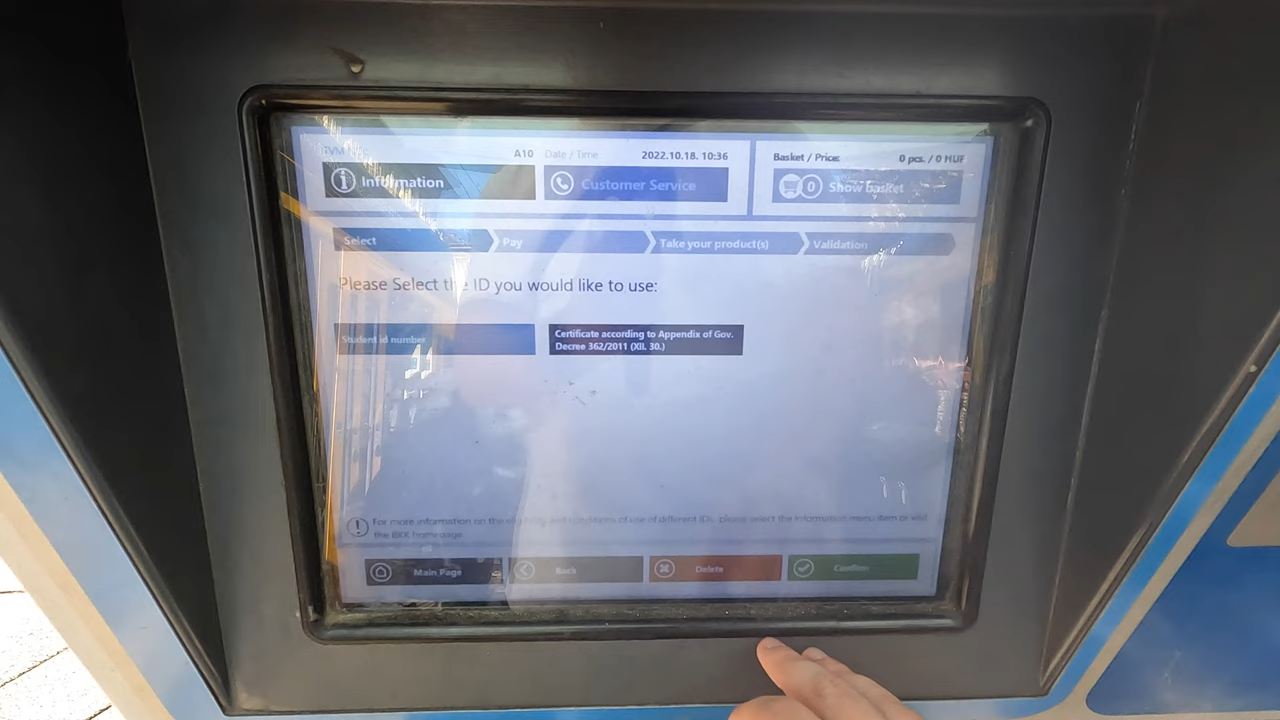 TVM
A10 Date / Time 2022.10.18. 10:36
Information
Customer Service
Basket / Price: 0 pcs. / 0 HUF
0 Show basket
Select
Pay
Take your product(s)
Validation
Please Select the ID you would like to use:
Student id number
Certificate according to Appendix of Gov.
Decree 362/2011 (XII. 30.)
For more information on the eligibility and conditions of use of different IDs, please select the Information menu item or visit
the BKK homepage.
Main Page
Back
Delete
Confirm